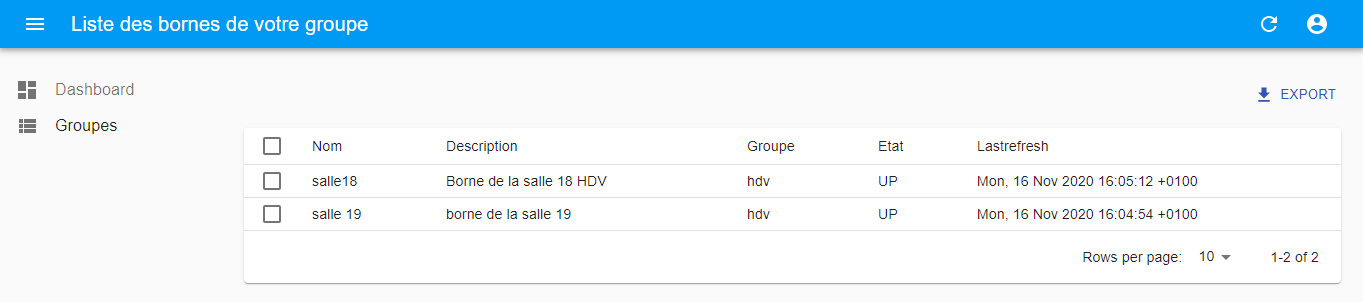 Liste des bornes de votre groupe
Dashboard
Groupes
EXPORT
Nom Description Groupe Etat Lastrefresh
salle18 Borne de la salle 18 HDV hdv UP Mon, 16 Nov 2020 16:05:12 +0100
salle 19 borne de la salle 19 hdv UP Mon, 16 Nov 2020 16:04:54 +0100
Rows per page: 10 1-2 of 2